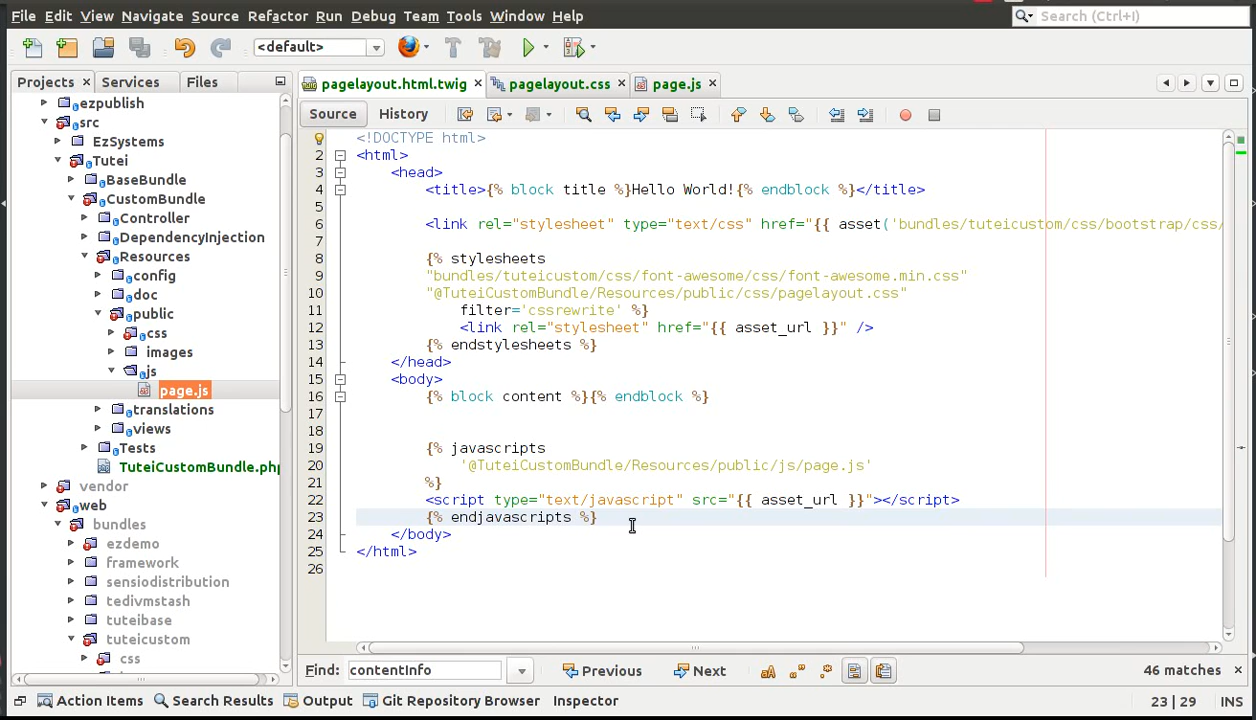 File Edit View Navigate Source Refactor Run Debug Team Tools Window Help
Search (Ctrl+I)
<default>
Projects Services Files
ezpublish
src
EzSystems
Tutei
BaseBundle
CustomBundle
Controller
DependencyInjection
Resources
config
doc
public
css
images
js
page.js
translations
views
Tests
TuteiCustomBundle.php
vendor
web
bundles
ezdemo
framework
sensiodistribution
tedivmstash
tuteibase
tuteicustom
css
pagelayout.html.twig pagelayout.css page.js
Source History
<!DOCTYPE html>
2 <html>
3 <head>
4 <title>{% block title %}Hello World!{% endblock %}</title>
5
6 <link rel="stylesheet" type="text/css" href="{{ asset('bundles/tuteicustom/css/bootstrap/css/
7
8 {% stylesheets
9 "bundles/tuteicustom/css/font-awesome/css/font-awesome.min.css"
10 "@TuteiCustomBundle/Resources/public/css/pagelayout.css"
11 filter='cssrewrite' %}
12 <link rel="stylesheet" href="{{ asset_url }}" />
13 {% endstylesheets %}
14 </head>
15 <body>
16 {% block content %}{% endblock %}
17
18
19 {% javascripts
20 '@TuteiCustomBundle/Resources/public/js/page.js'
21 %}
22 <script type="text/javascript" src="{{ asset_url }}"></script>
23 {% endjavascripts %}
24 </body>
25 </html>
26
Find: contentInfo Previous Next 46 matches
Action Items Search Results Output Git Repository Browser Inspector 23 | 29 INS